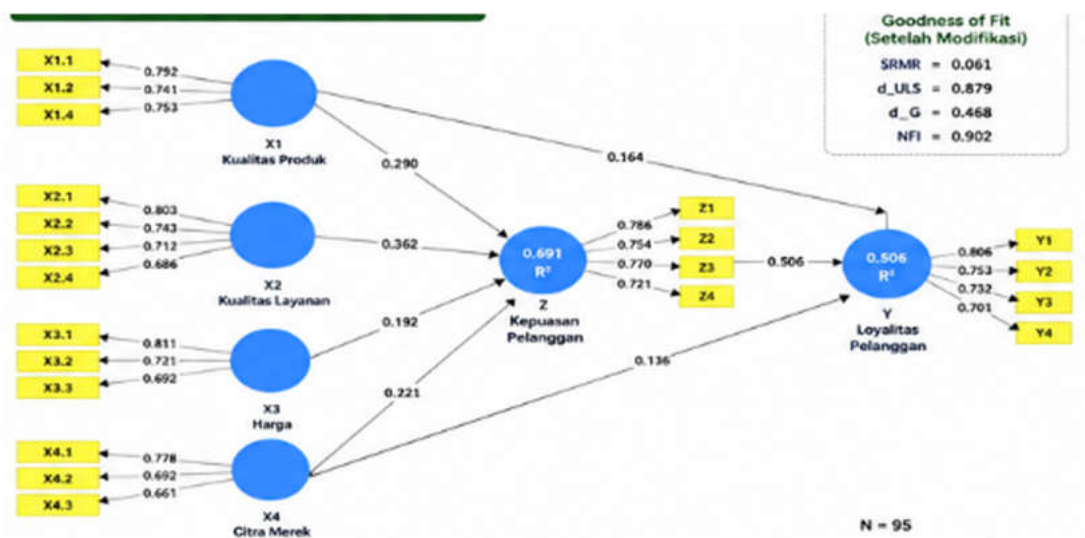 Goodness of Fit
(Setelah Modifikasi)
SRMR = 0.061
d_ULS = 0.879
d_G = 0.468
NFI = 0.902
X1.1
X1.2
X1.4
0.792
0.741
0.753
X1
Kualitas Produk
0.290
0.164
X2.1
X2.2
X2.3
X2.4
0.803
0.743
0.712
0.686
X2
Kualitas Layanan
0.362
X3.1
X3.2
X3.3
0.811
0.721
0.692
X3
Harga
0.192
X4.1
X4.2
X4.3
0.778
0.692
0.661
X4
Citra Merek
0.221
0.136
0.691
R²
Z
Kepuasan
Pelanggan
0.786
0.754
0.770
0.721
Z1
Z2
Z3
Z4
0.506
0.506
R²
Y
Loyalitas
Pelanggan
0.806
0.753
0.732
0.701
Y1
Y2
Y3
Y4
N = 95